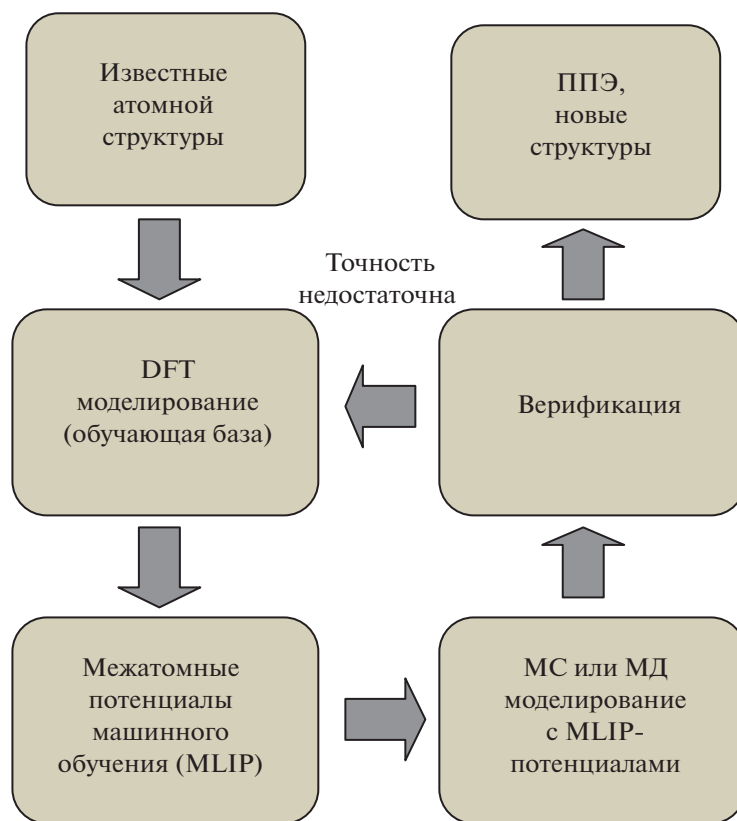 Известные
атомной
структуры
ППЭ,
новые
структуры
Точность
недостаточна
DFT
моделирование
(обучающая база)
Верификация
Межатомные
потенциалы
машинного
обучения (MLIP)
МС или МД
моделирование
с MLIP-
потенциалами